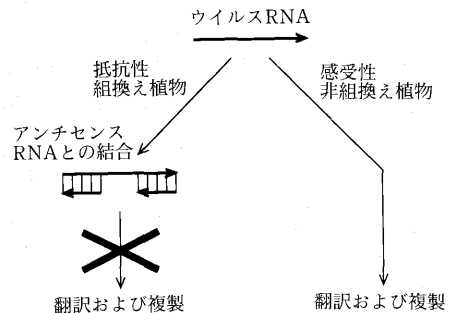 ウイルスRNA
抵抗性
組換え植物
感受性
非組換え植物
アンチセンス
RNAとの結合
翻訳および複製
翻訳および複製